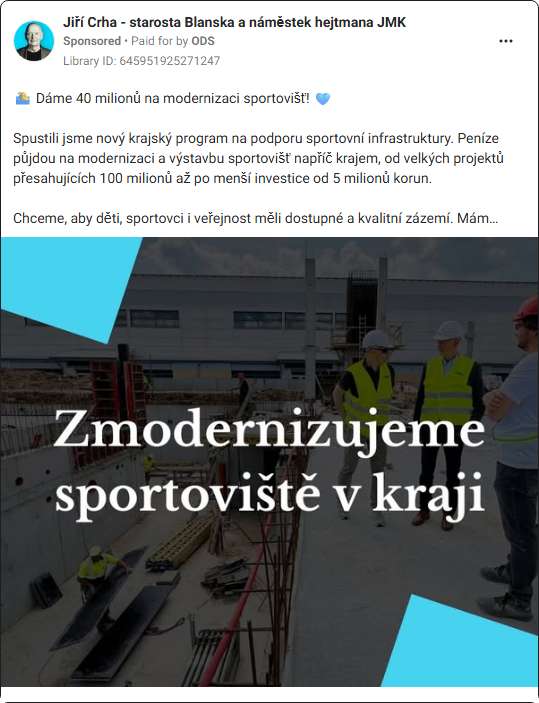 Jiří Crha - starosta Blanska a náměstek hejtmana JMK
Sponsored • Paid for by ODS
Library ID: 645951925271247
🏊 Dáme 40 milionů na modernizaci sportovišť! 🩵
Spustili jsme nový krajský program na podporu sportovní infrastruktury. Peníze
půjdou na modernizaci a výstavbu sportovišť napříč krajem, od velkých projektů
přesahujících 100 milionů až po menší investice od 5 milionů korun.
Chceme, aby děti, sportovci i veřejnost měli dostupné a kvalitní zázemí. Mám...
Zmodernizujeme
sportoviště v kraji